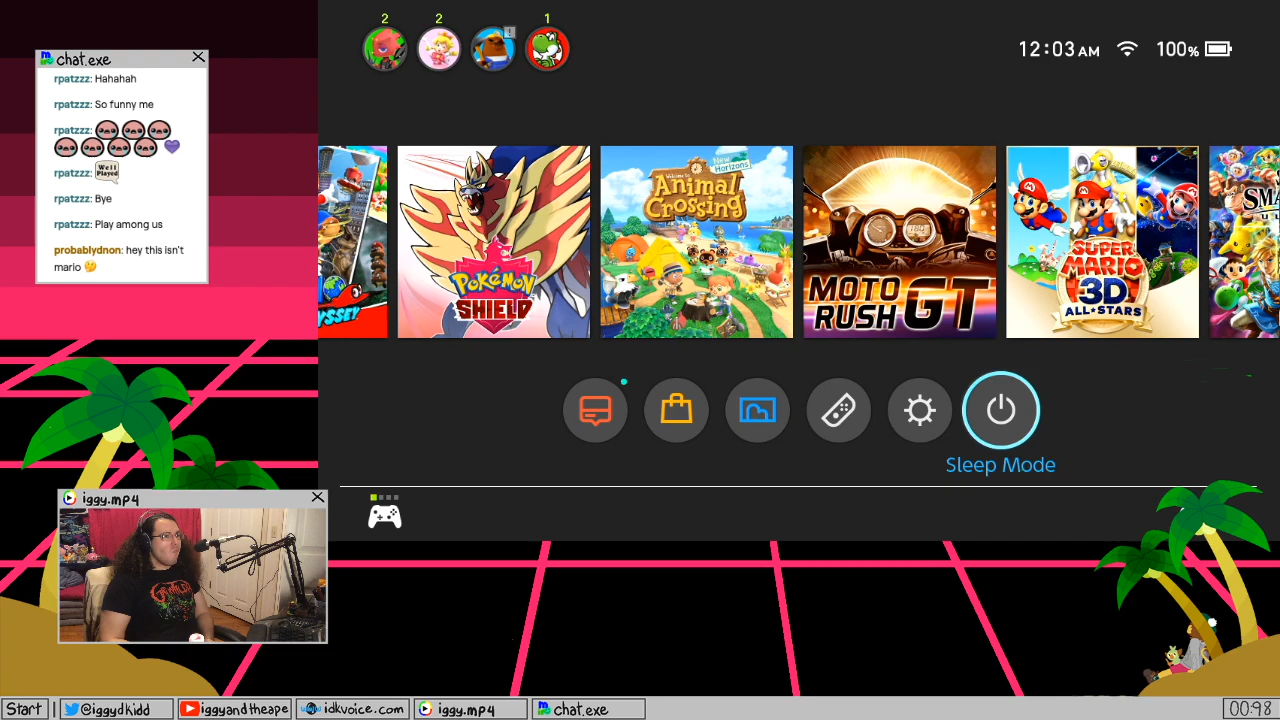 2
2
1
12:03 AM
100%
chat.exe
rpatzzz: Hahahah
rpatzzz: So funny me
rpatzzz:
rpatzzz: Well Played
rpatzzz: Bye
rpatzzz: Play among us
probablydnon: hey this isn't
mario 🤔
YSSEY
POKÉMON
SHIELD
Welcome to
Animal
Crossing
New
Horizons
MOTO
RUSH GT
SUPER
MARIO
3D
ALL★STARS
SMA
Sleep Mode
iggy.mp4
Start | @iggydkidd iggyandtheape idkvoice.com iggy.mp4 chat.exe 00:98